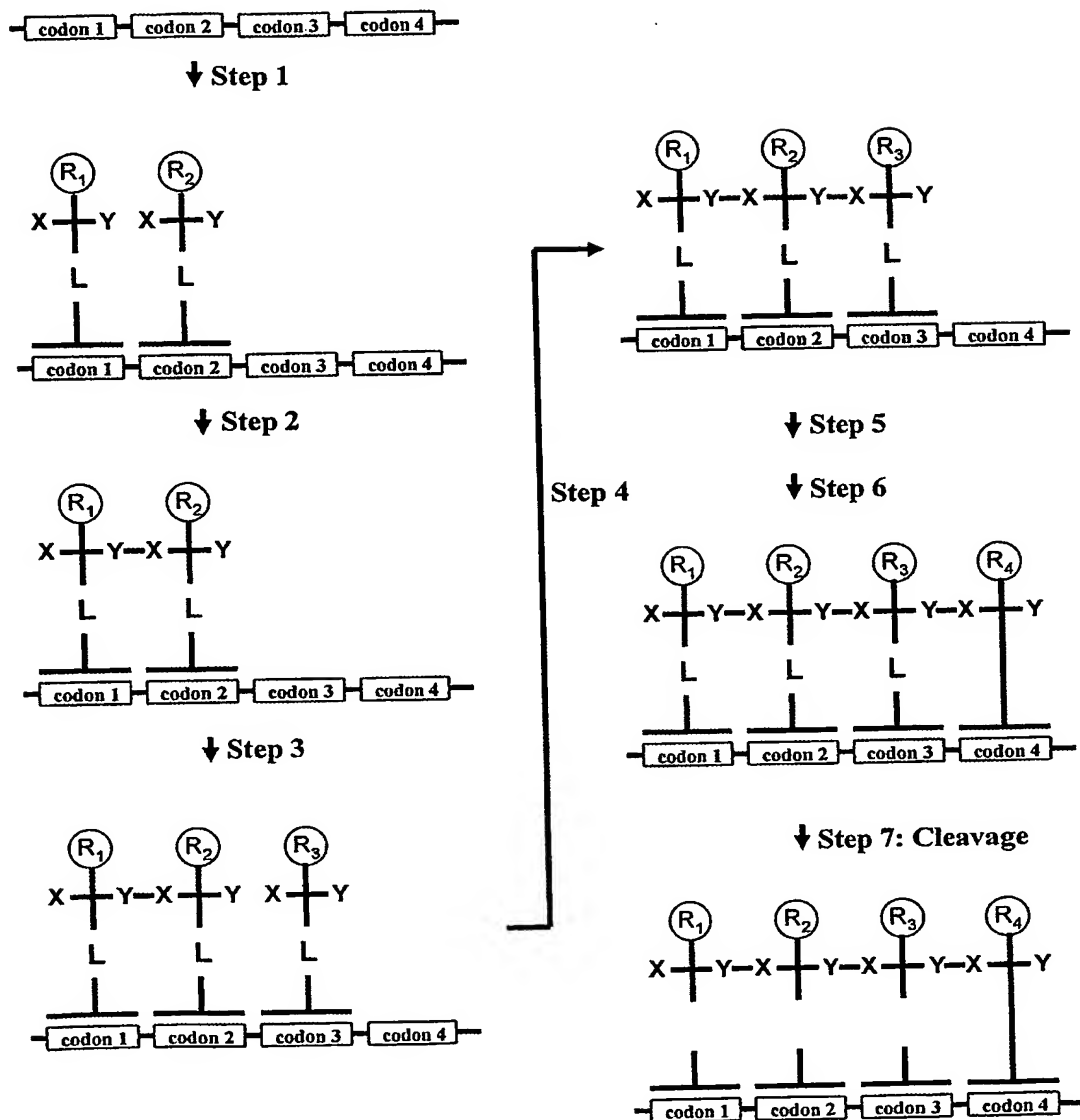 codon 1 codon 2 codon 3 codon 4
Step 1
R1 R2
X Y X Y
L L
codon 1 codon 2 codon 3 codon 4
Step 2
R1 R2
X Y–X Y
L L
codon 1 codon 2 codon 3 codon 4
Step 3
R1 R2 R3
X Y–X Y X Y
L L L
codon 1 codon 2 codon 3 codon 4
Step 4
R1 R2 R3
X Y–X Y–X Y
L L L
codon 1 codon 2 codon 3 codon 4
Step 5
Step 6
R1 R2 R3 R4
X Y–X Y–X Y–X Y
L L L
codon 1 codon 2 codon 3 codon 4
Step 7: Cleavage
R1 R2 R3 R4
X Y–X Y–X Y–X Y
codon 1 codon 2 codon 3 codon 4